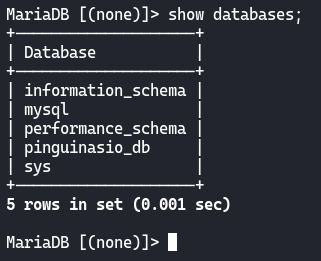 MariaDB [(none)]> show databases;
+--------------------+
| Database           |
+--------------------+
| information_schema |
| mysql              |
| performance_schema |
| pinguinasio_db     |
| sys                |
+--------------------+
5 rows in set (0.001 sec)
MariaDB [(none)]>